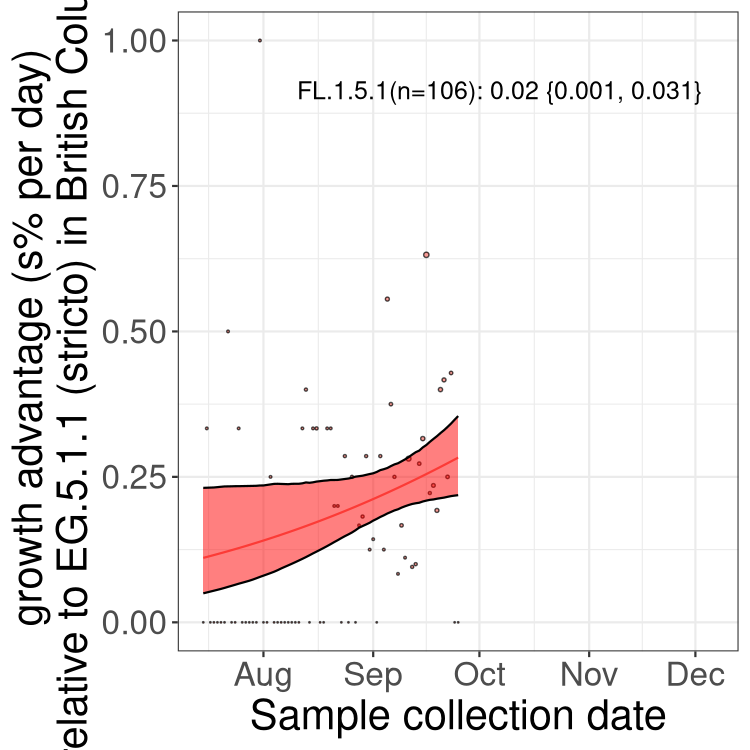 growth advantage (s% per day)
relative to EG.5.1.1 (stricto) in British
1.00
0.75
0.50
0.25
0.00
FL.1.5.1(n=106): 0.02 {0.001, 0.031}
Aug Sep Oct Nov Dec
Sample collection date